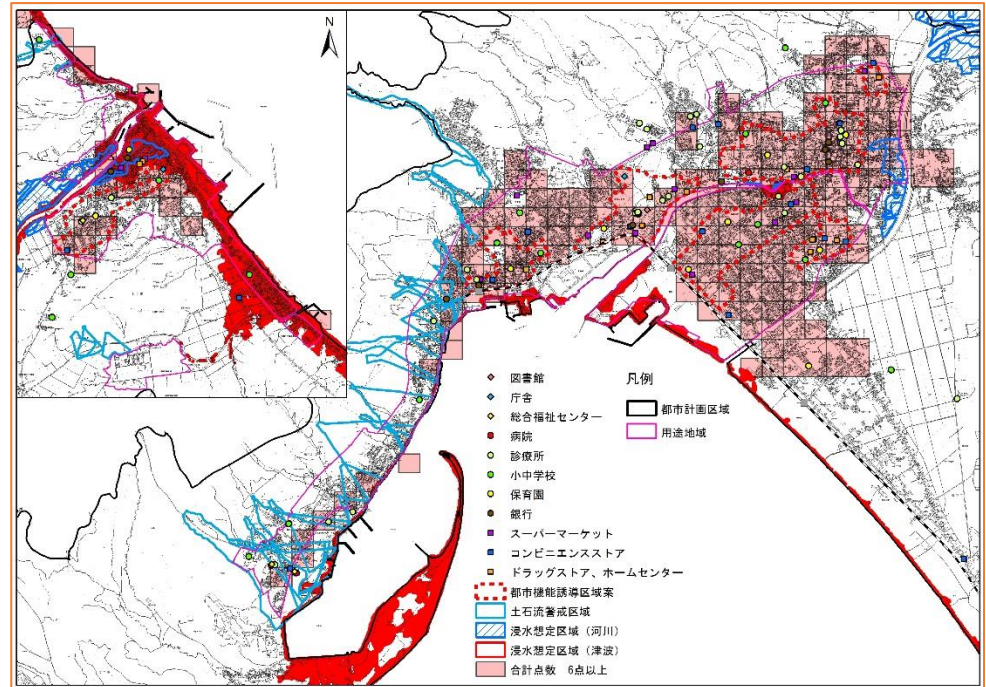 N
図書館
凡例
庁舎
都市計画区域
総合福祉センター
用途地域
病院
診療所
小中学校
保育園
銀行
スーパーマーケット
コンビニエンスストア
ドラッグストア、ホームセンター
都市機能誘導区域案
土石流警戒区域
浸水想定区域(河川)
浸水想定区域(津波)
合計点数 6点以上